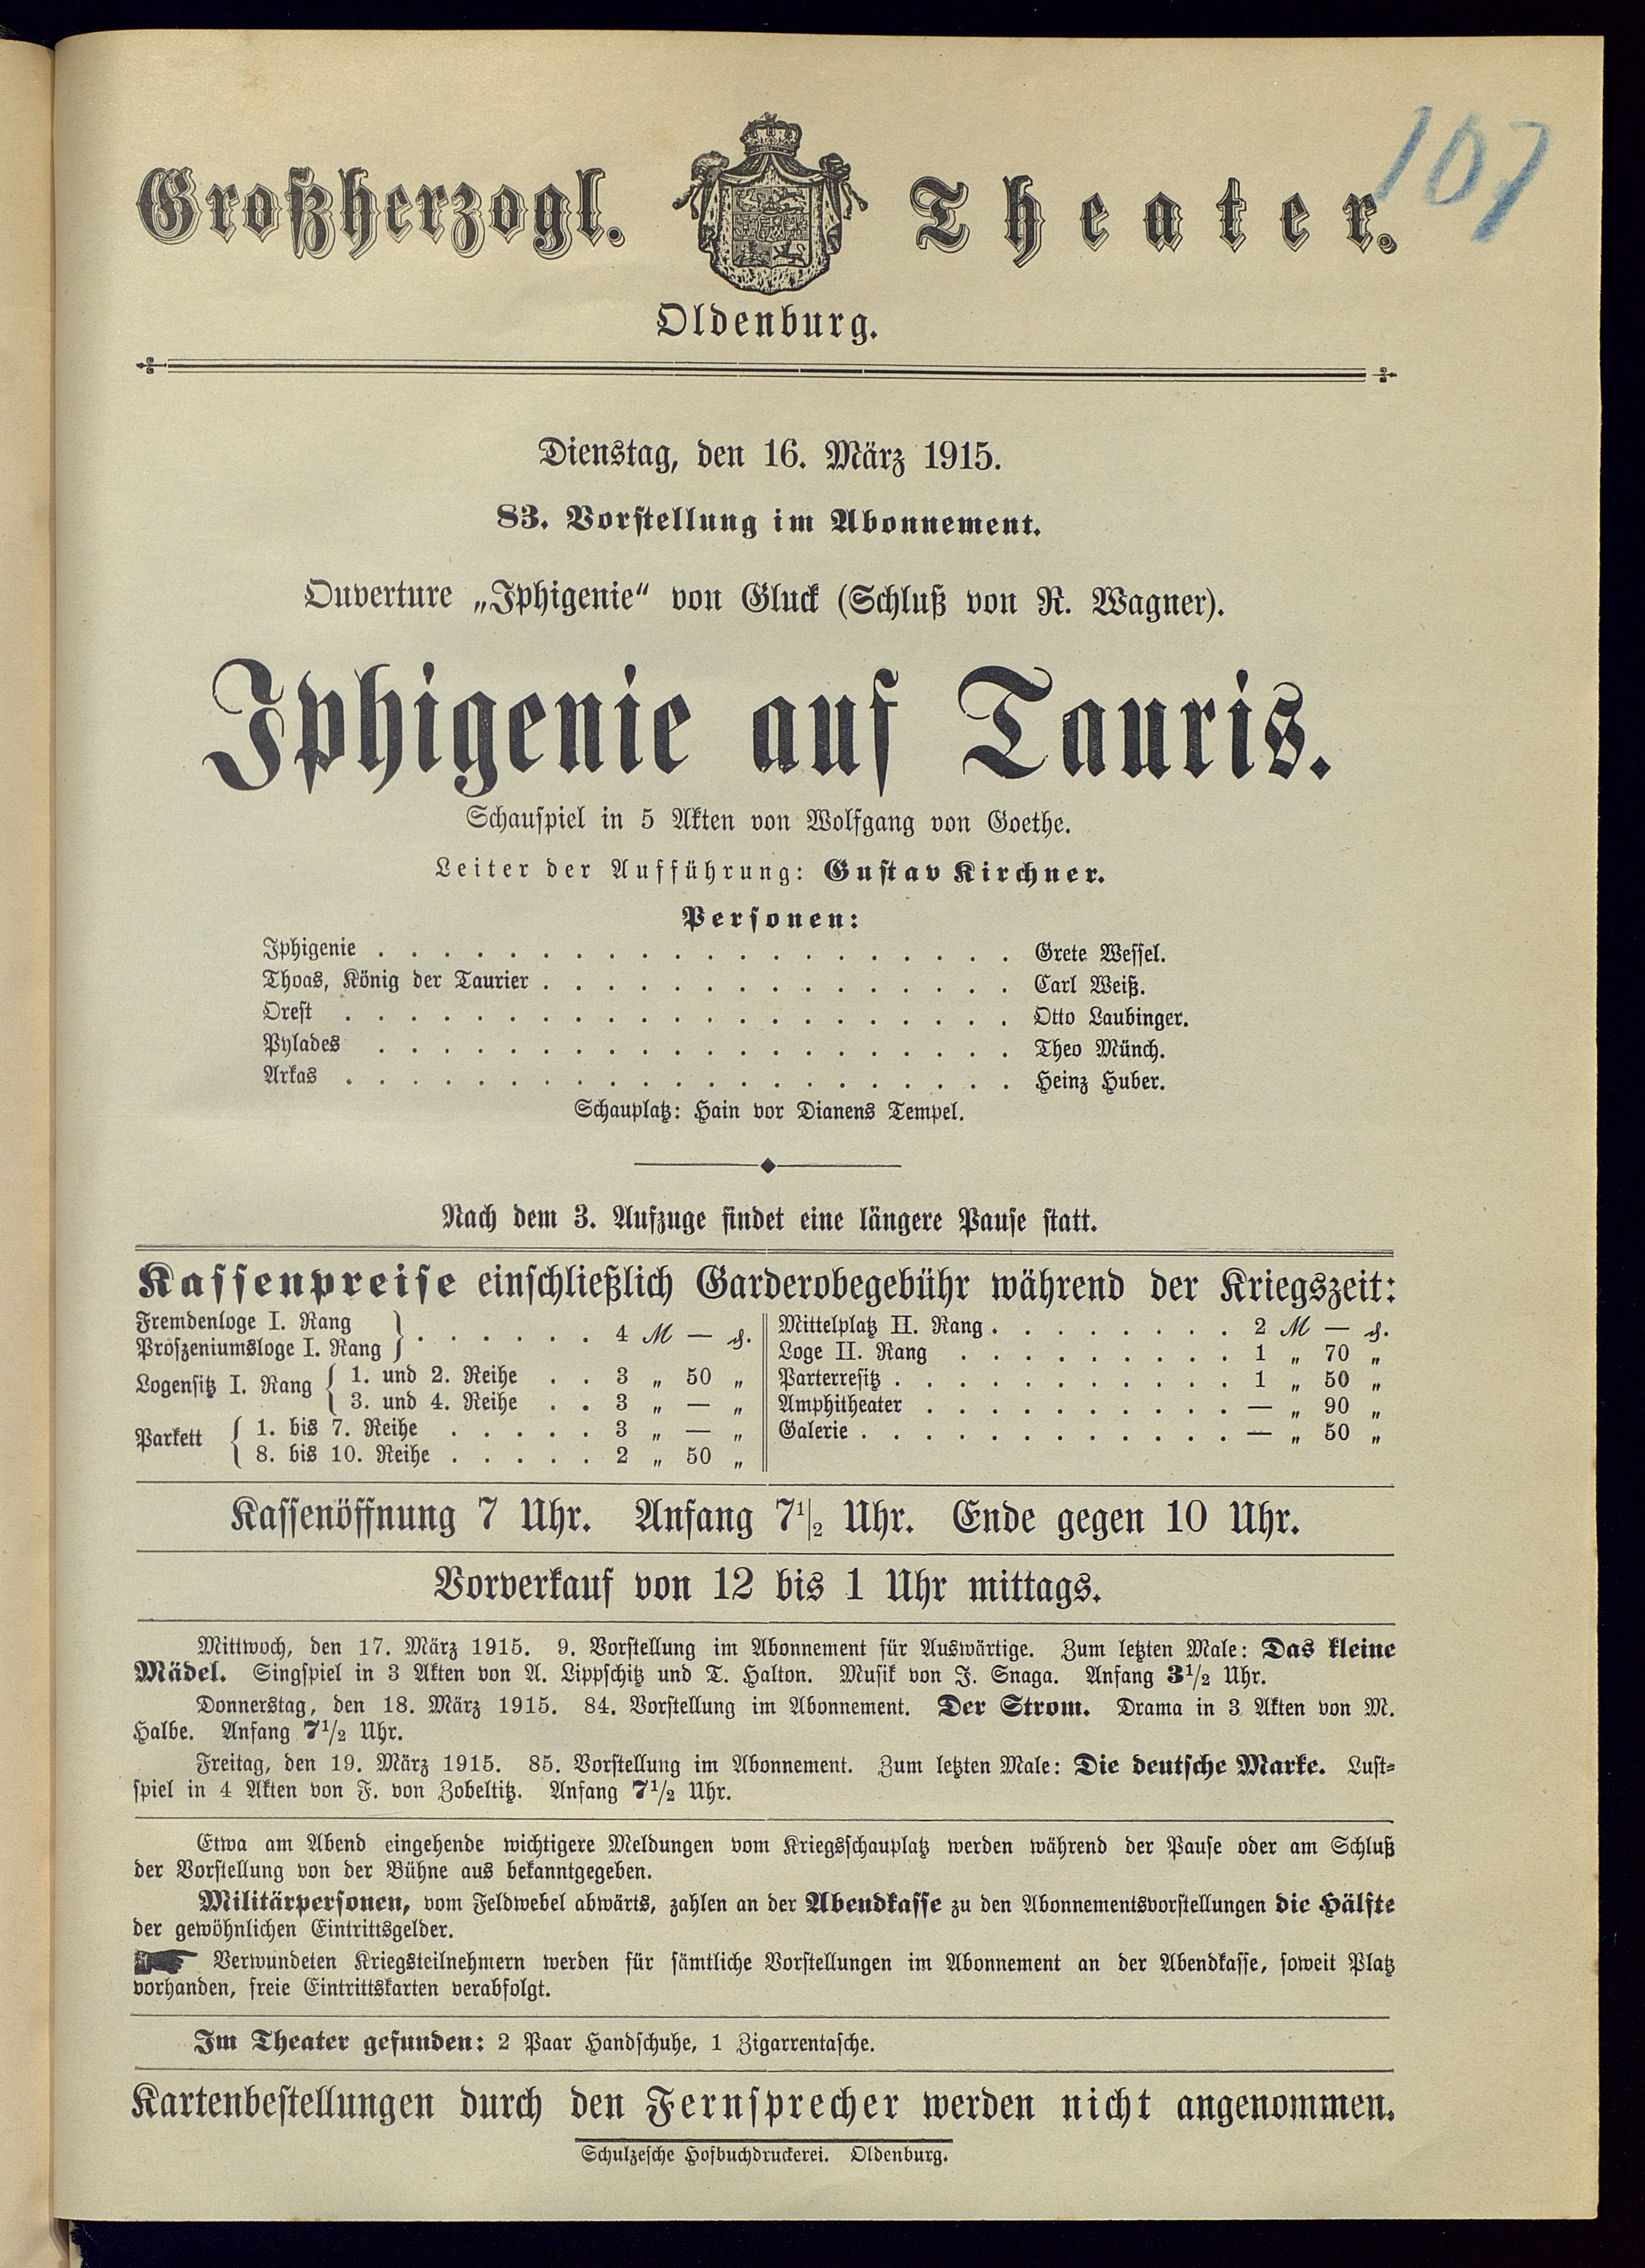 107
Großherzogl. Theater.
Oldenburg.
Dienstag, den 16. März 1915.
83. Vorstellung im Abonnement.
Ouverture „Iphigenie“ von Gluck (Schluß von R. Wagner).
Iphigenie auf Tauris.
Schauspiel in 5 Akten von Wolfgang von Goethe.
Leiter der Aufführung: Gustav Kirchner.
Personen:
Iphigenie . . . . . . . . . . . . . . . . . . . . Grete Wessel.
Thoas, König der Taurier . . . . . . . . . . . . . . . Carl Weiß.
Orest . . . . . . . . . . . . . . . . . . . . . Otto Laubinger.
Pylades . . . . . . . . . . . . . . . . . . . . Theo Münch.
Arkas . . . . . . . . . . . . . . . . . . . . . Heinz Huber.
Schauplatz: Hain vor Dianens Tempel.
Nach dem 3. Aufzuge findet eine längere Pause statt.
Kassenpreise einschließlich Garderobegebühr während der Kriegszeit:
Fremdenloge I. Rang
Proszeniumsloge I. Rang } . . . . . . 4 ℳ — ₰.
Logensitz I. Rang { 1. und 2. Reihe . . 3 „ 50 „
3. und 4. Reihe . . 3 „ — „
Parkett { 1. bis 7. Reihe . . . . . 3 „ — „
8. bis 10. Reihe . . . . . 2 „ 50 „
Mittelplatz II. Rang . . . . . . . . 2 ℳ — ₰.
Loge II. Rang . . . . . . . . . 1 „ 70 „
Parterresitz . . . . . . . . . . . 1 „ 50 „
Amphitheater . . . . . . . . . . — „ 90 „
Galerie . . . . . . . . . . . . — „ 50 „
Kassenöffnung 7 Uhr. Anfang 7½ Uhr. Ende gegen 10 Uhr.
Vorverkauf von 12 bis 1 Uhr mittags.
Mittwoch, den 17. März 1915. 9. Vorstellung im Abonnement für Auswärtige. Zum letzten Male: Das kleine
Mädel. Singspiel in 3 Akten von A. Lippschitz und T. Halton. Musik von J. Snaga. Anfang 3½ Uhr.
Donnerstag, den 18. März 1915. 84. Vorstellung im Abonnement. Der Strom. Drama in 3 Akten von M.
Halbe. Anfang 7½ Uhr.
Freitag, den 19. März 1915. 85. Vorstellung im Abonnement. Zum letzten Male: Die deutsche Marke. Lust-
spiel in 4 Akten von F. von Zobeltitz. Anfang 7½ Uhr.
Etwa am Abend eingehende wichtigere Meldungen vom Kriegsschauplatz werden während der Pause oder am Schluß
der Vorstellung von der Bühne aus bekanntgegeben.
Militärpersonen, vom Feldwebel abwärts, zahlen an der Abendkasse zu den Abonnementsvorstellungen die Hälfte
der gewöhnlichen Eintrittsgelder.
Verwundeten Kriegsteilnehmern werden für sämtliche Vorstellungen im Abonnement an der Abendkasse, soweit Platz
vorhanden, freie Eintrittskarten verabfolgt.
Im Theater gefunden: 2 Paar Handschuhe, 1 Zigarrentasche.
Kartenbestellungen durch den Fernsprecher werden nicht angenommen.
Schulzesche Hofbuchdruckerei. Oldenburg.